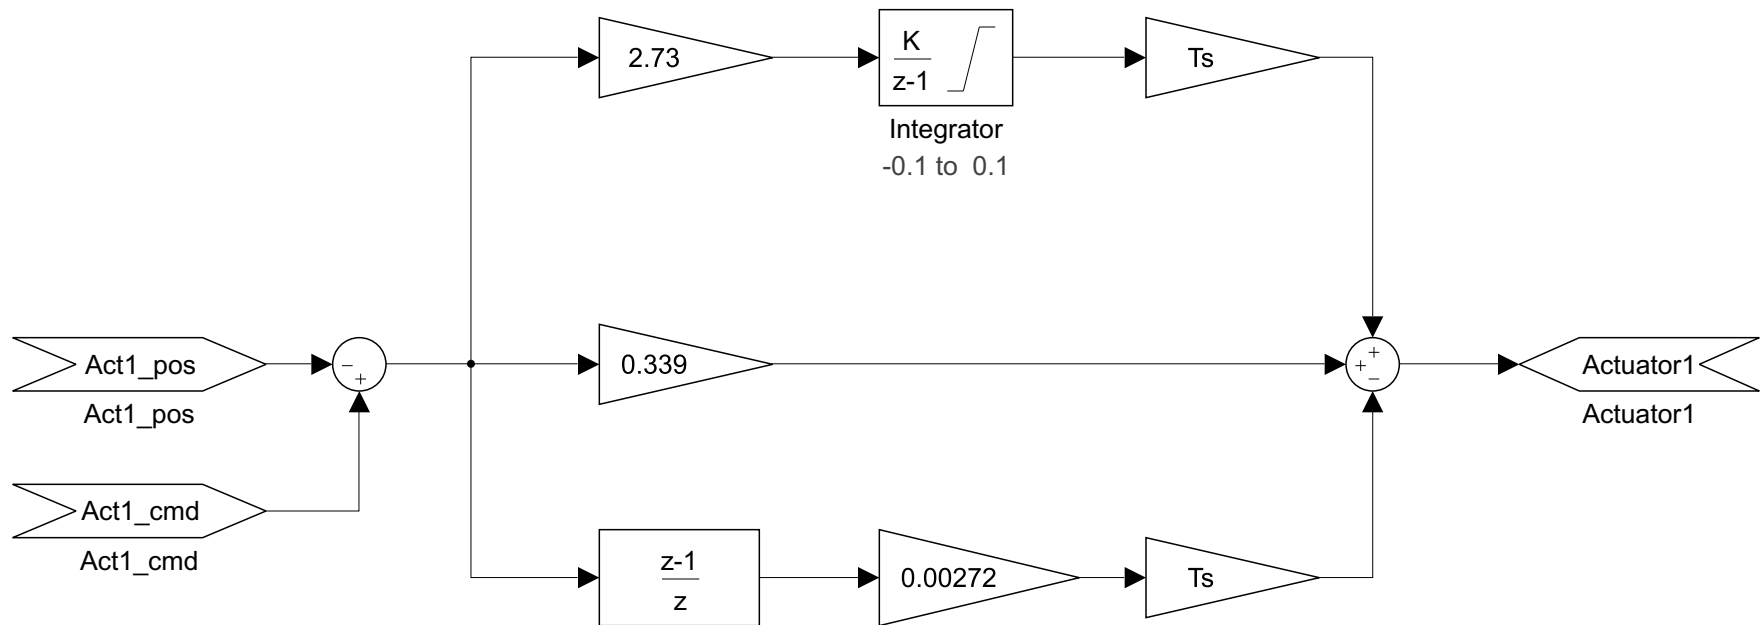 2.73
K
z-1
Ts
Integrator
-0.1 to 0.1
Act1_pos
Act1_pos
−
+
0.339
+
+
−
Actuator1
Actuator1
Act1_cmd
Act1_cmd
z-1
z
0.00272
Ts